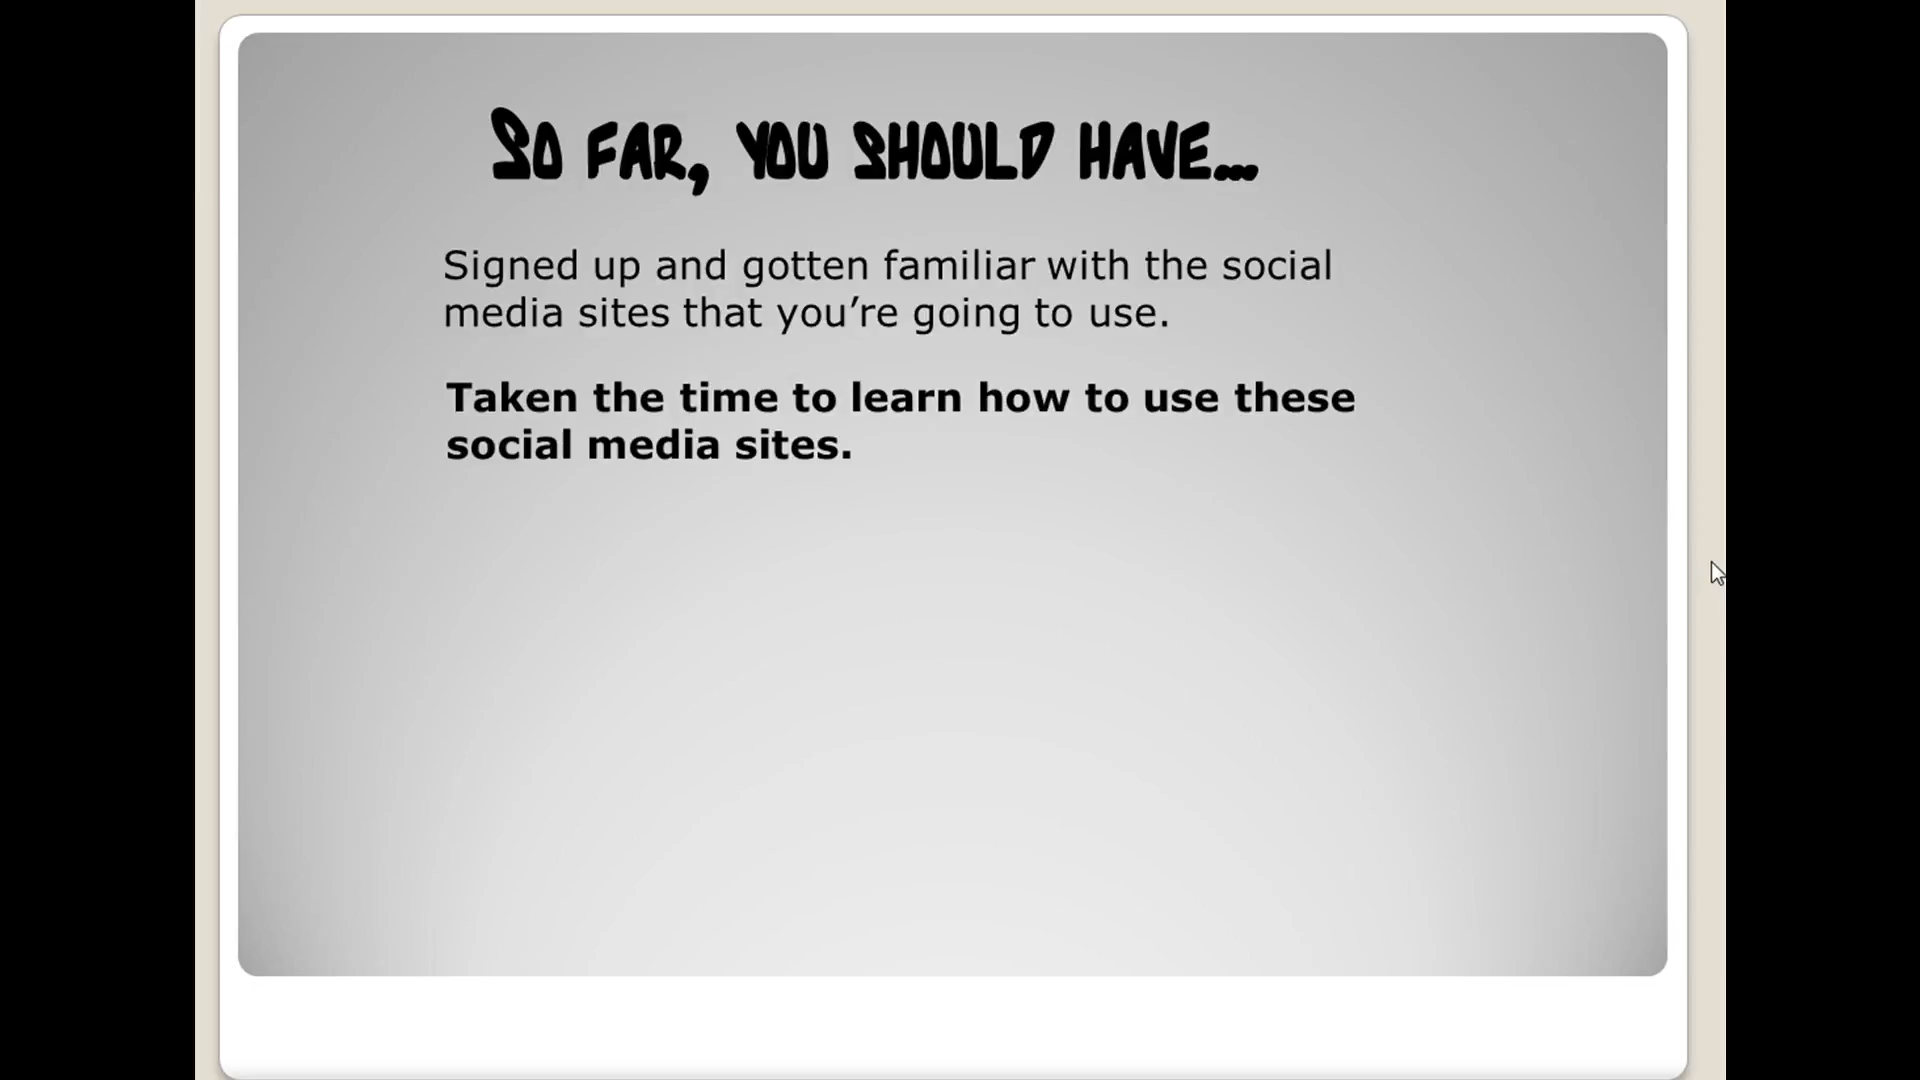 So far, you should have...
Signed up and gotten familiar with the social
media sites that you’re going to use.
Taken the time to learn how to use these
social media sites.